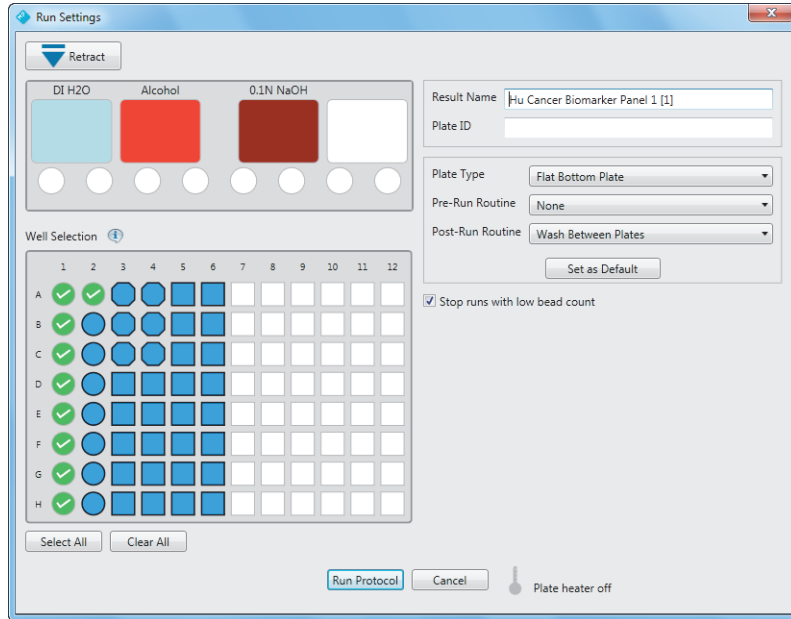 Run Settings
Retract
DI H2O Alcohol 0.1N NaOH
Result Name Hu Cancer Biomarker Panel 1 [1]
Plate ID
Plate Type Flat Bottom Plate
Pre-Run Routine None
Post-Run Routine Wash Between Plates
Set as Default
Stop runs with low bead count
Well Selection
1 2 3 4 5 6 7 8 9 10 11 12
A
B
C
D
E
F
G
H
Select All Clear All
Run Protocol Cancel Plate heater off